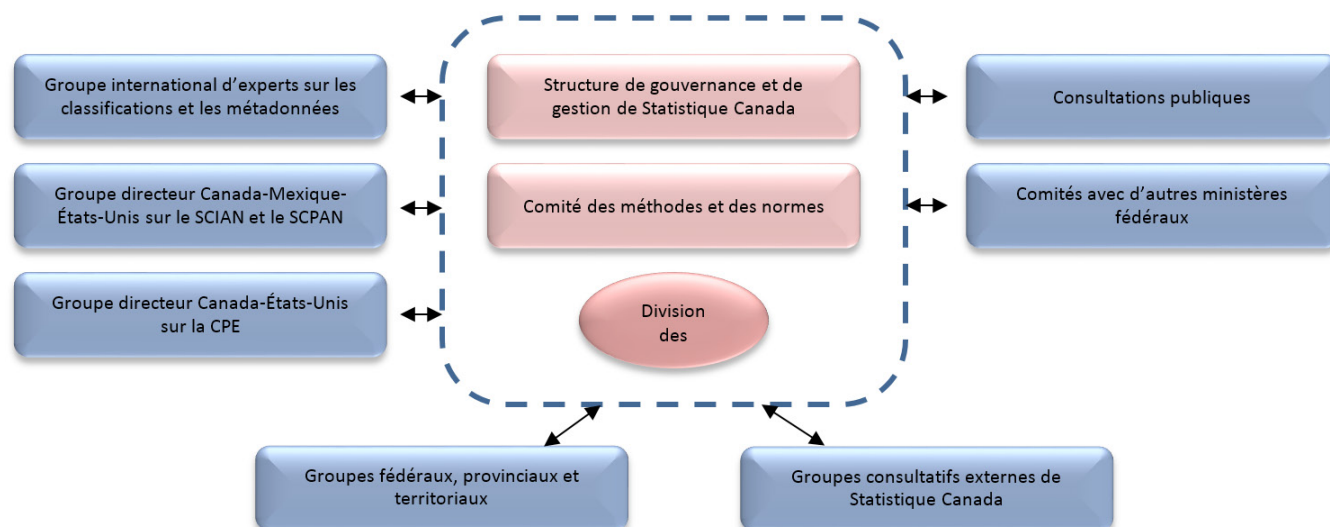 Groupe international d’experts sur les
classifications et les métadonnées
Structure de gouvernance et de
gestion de Statistique Canada
Consultations publiques
Groupe directeur Canada-Mexique-
États-Unis sur le SCIAN et le SCPAN
Comité des méthodes et des normes
Comités avec d’autres ministères
fédéraux
Groupe directeur Canada-États-Unis
sur la CPE
Division
des
Groupes fédéraux, provinciaux et
territoriaux
Groupes consultatifs externes de
Statistique Canada